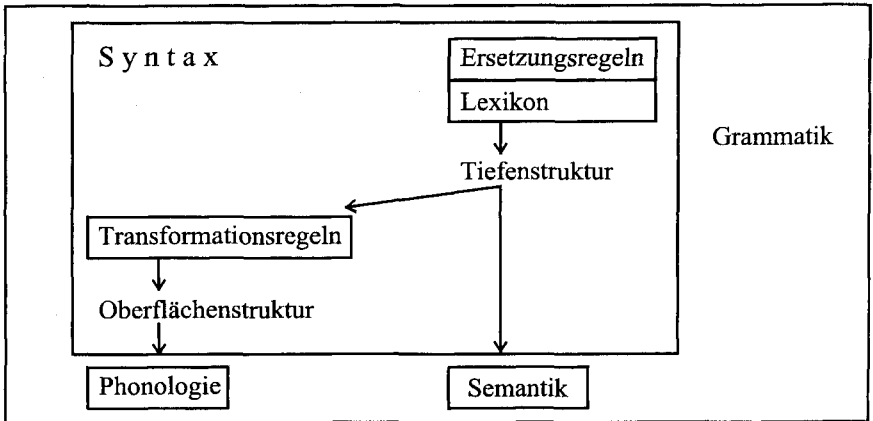 Syntax
Ersetzungsregeln
Lexikon
Grammatik
Tiefenstruktur
Transformationsregeln
Oberflächenstruktur
Phonologie
Semantik